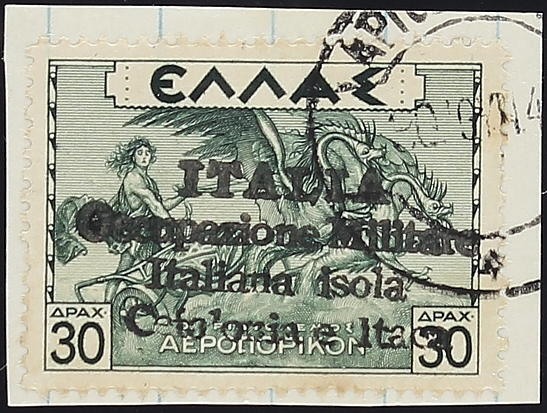 ΕΛΛΑΣ
ITALIA
Occupazione Militare
Italiana isola
Cefalonia e Itaca
ΔΡΑΧ·
30
ΑΕΡΟΠΟΡΙΚΟΝ
ΔΡΑΧ·
30